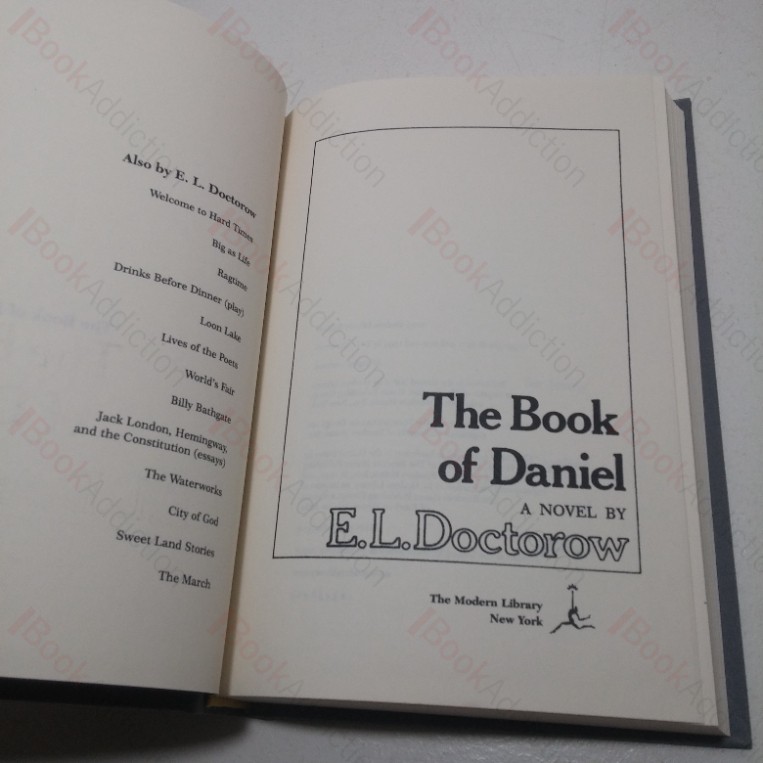 Also by E. L. Doctorow
Welcome to Hard Times
Big as Life
Ragtime
Drinks Before Dinner (play)
Loon Lake
Lives of the Poets
World's Fair
Billy Bathgate
Jack London, Hemingway,
and the Constitution (essays)
The Waterworks
City of God
Sweet Land Stories
The March
The Book
of Daniel
A NOVEL BY
E.L.Doctorow
The Modern Library
New York
BookAddiction